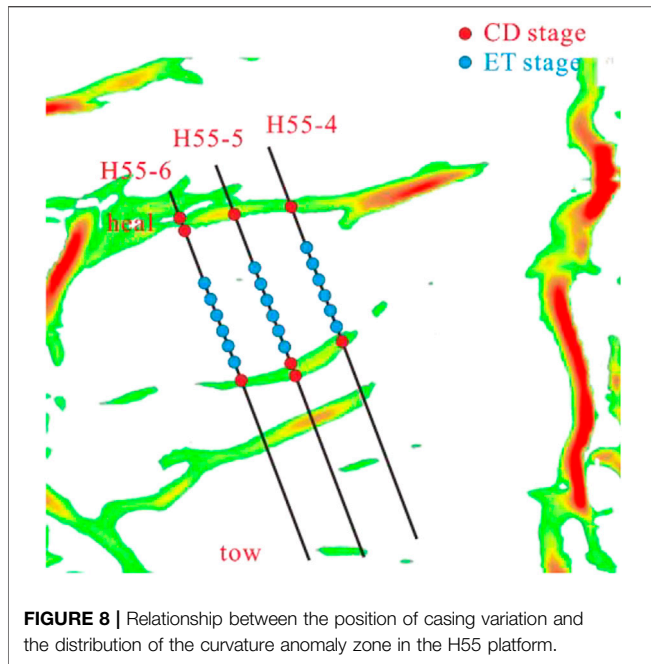 CD stage
ET stage
H55-4
H55-5
H55-6
heal
tow
FIGURE 8 | Relationship between the position of casing variation and
the distribution of the curvature anomaly zone in the H55 platform.